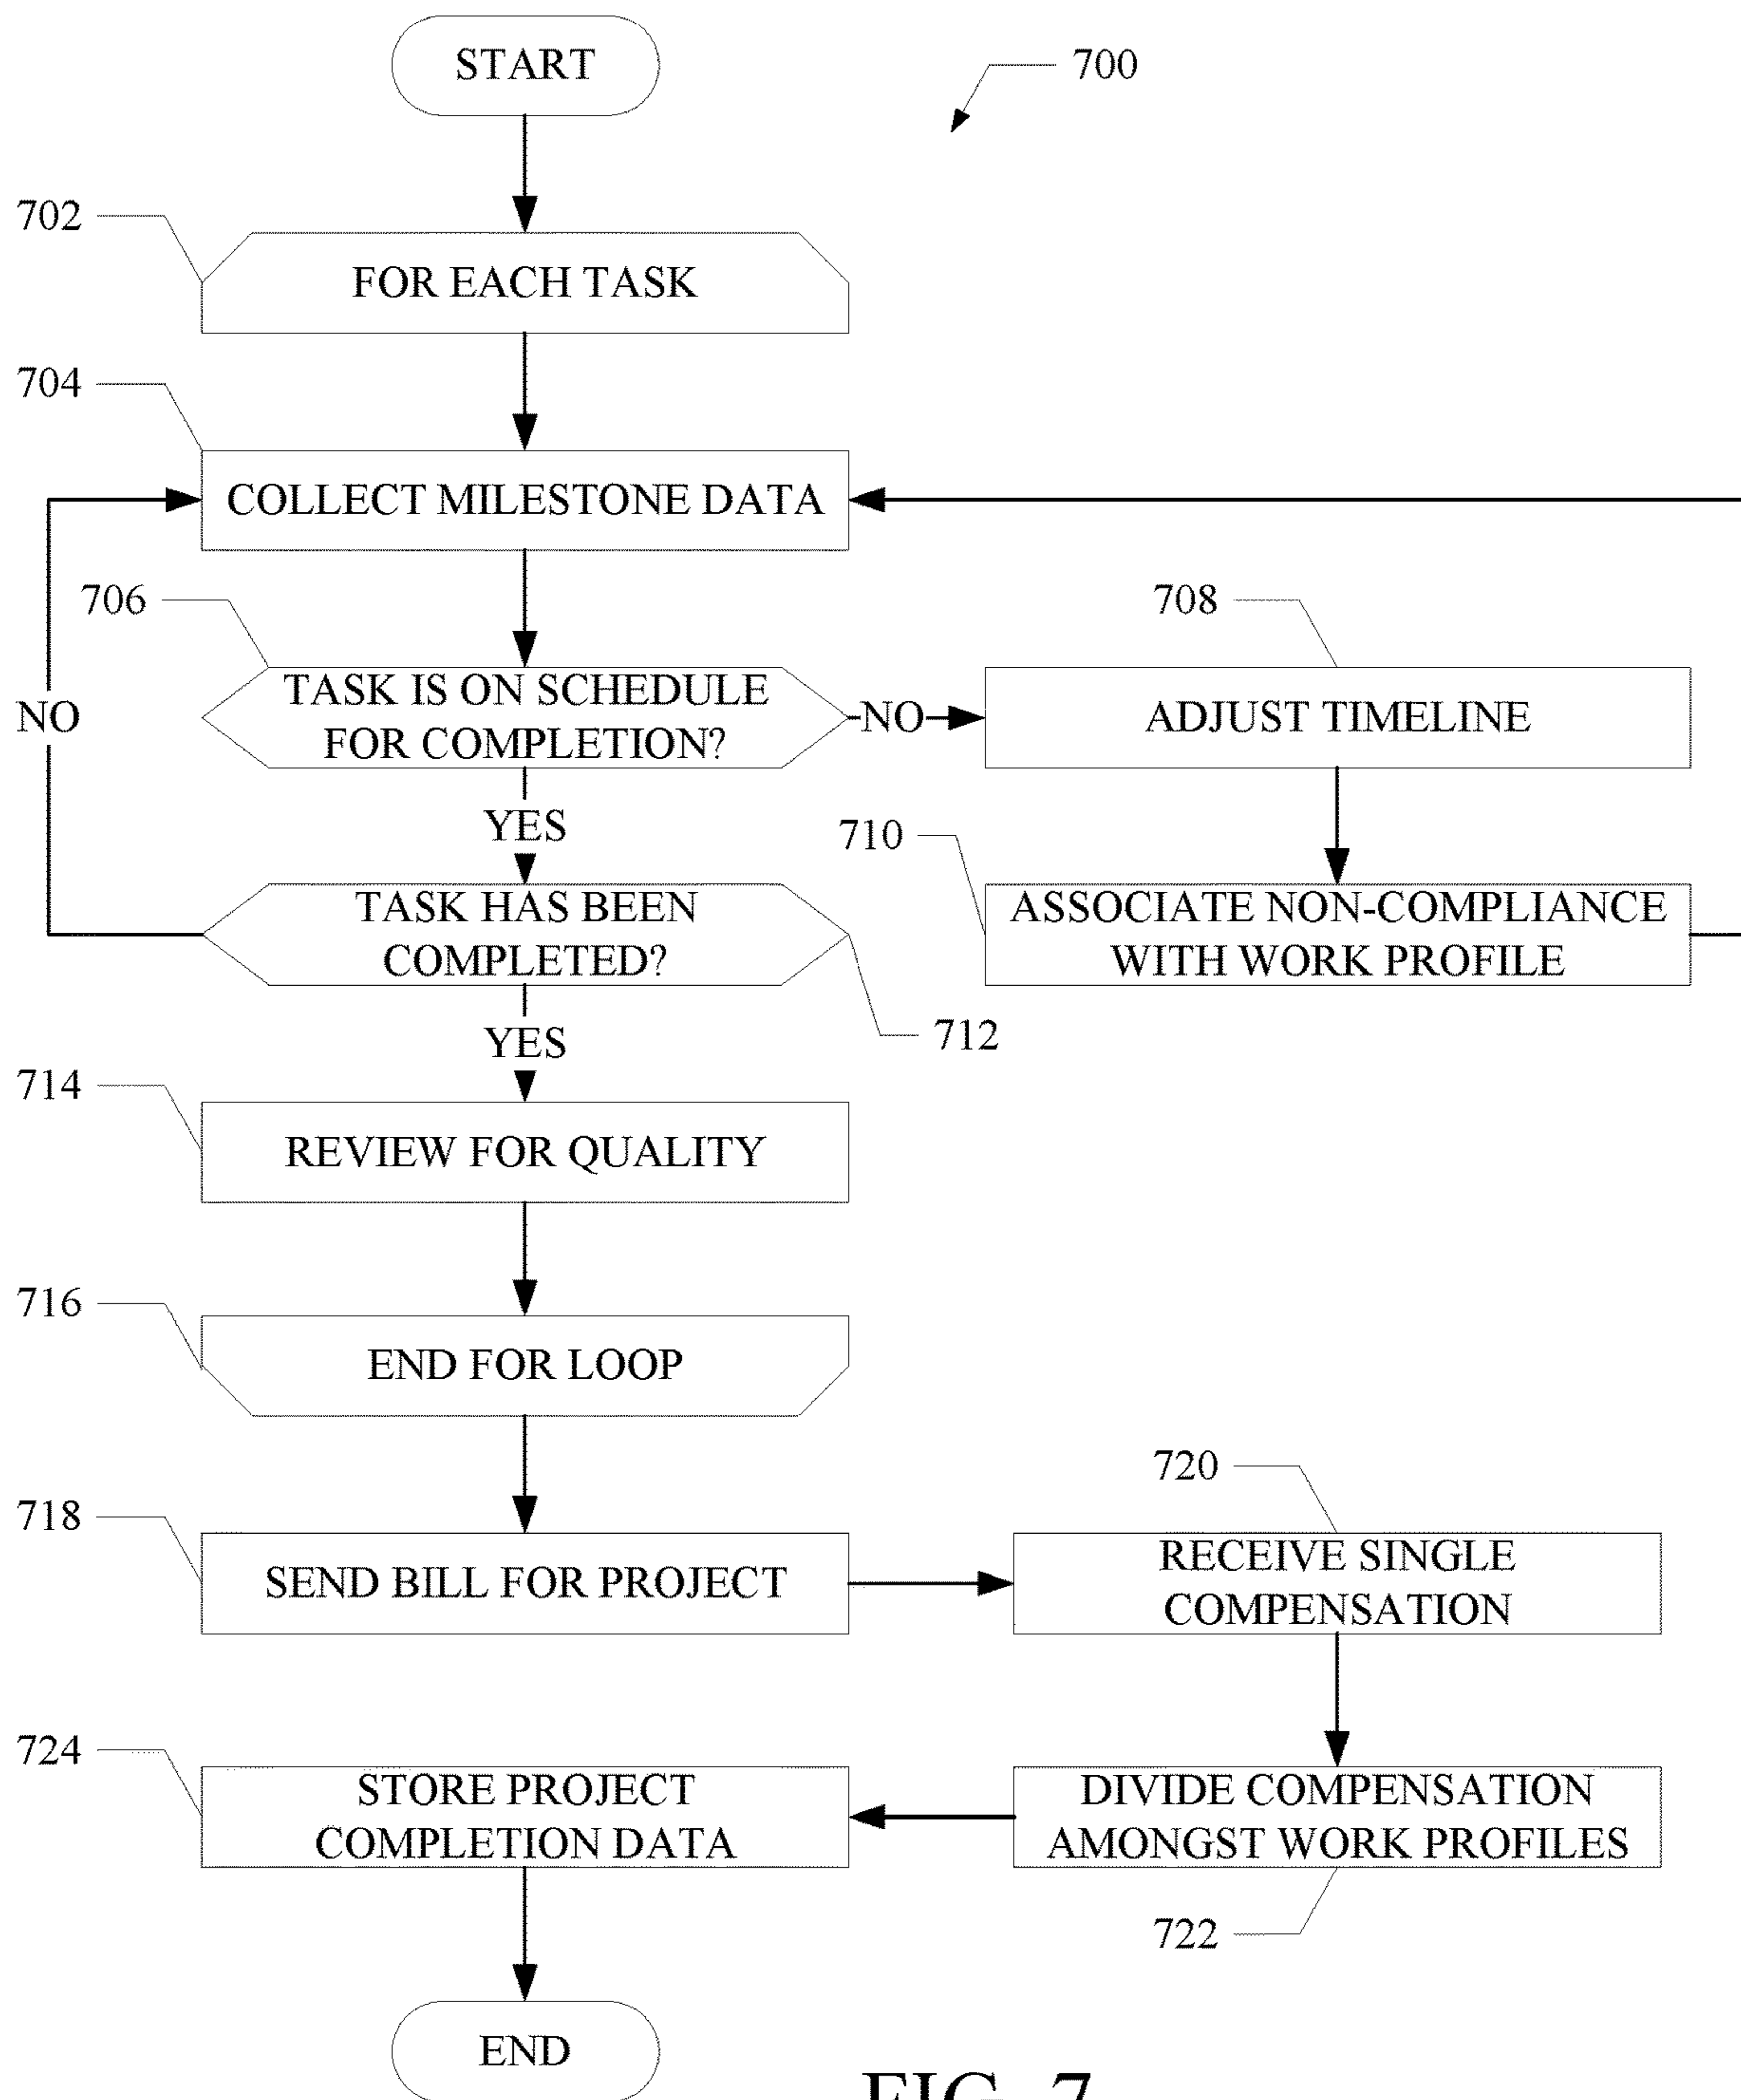 START
700
702
FOR EACH TASK
704
COLLECT MILESTONE DATA
706
708
TASK IS ON SCHEDULE
FOR COMPLETION?
NO
ADJUST TIMELINE
NO
YES
710
TASK HAS BEEN
COMPLETED?
ASSOCIATE NON-COMPLIANCE
WITH WORK PROFILE
712
YES
714
REVIEW FOR QUALITY
716
END FOR LOOP
718
720
SEND BILL FOR PROJECT
RECEIVE SINGLE
COMPENSATION
724
STORE PROJECT
COMPLETION DATA
DIVIDE COMPENSATION
AMONGST WORK PROFILES
722
END
FIG. 7